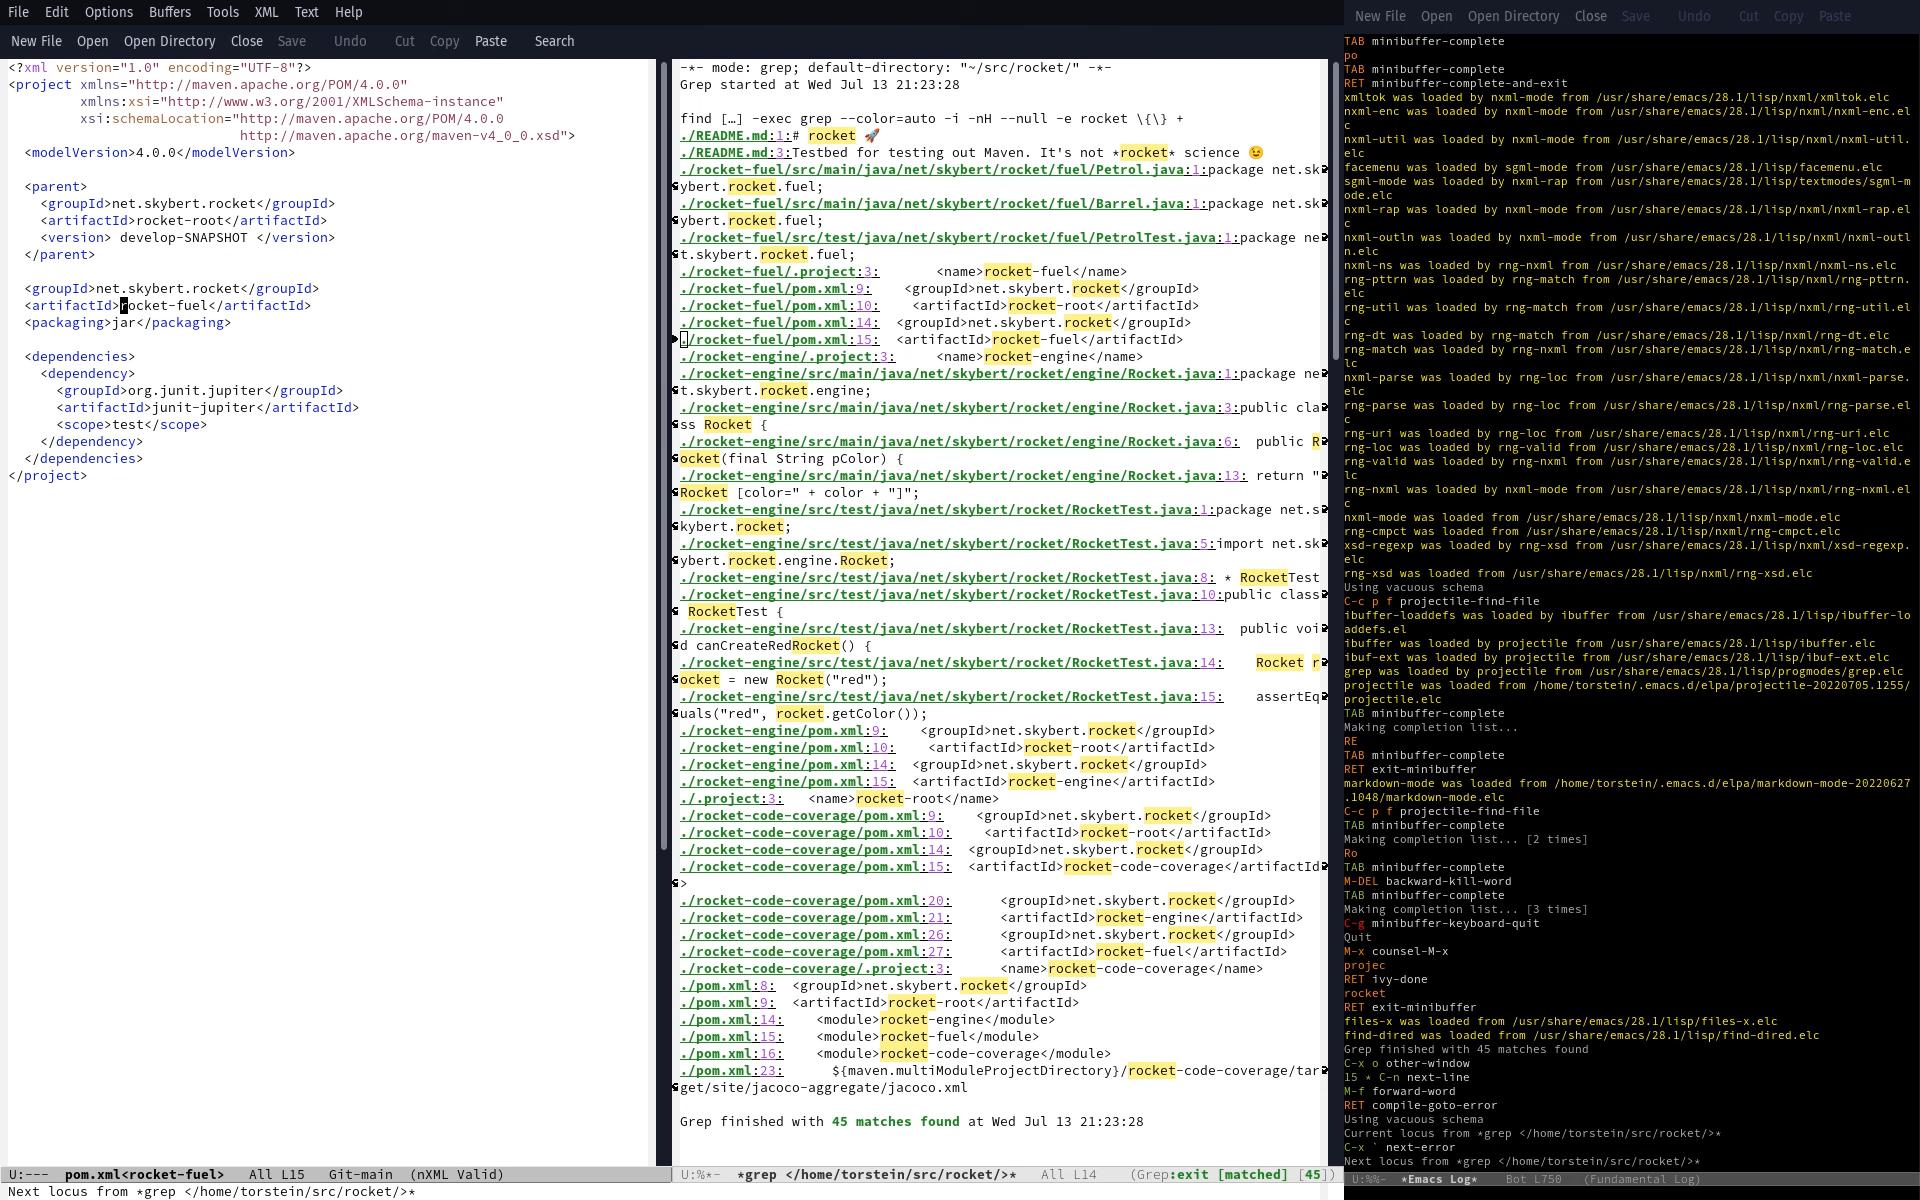 File Edit Options Buffers Tools XML Text Help
New File Open Open Directory Close Save Undo Cut Copy Paste Search
<?xml version="1.0" encoding="UTF-8"?>
<project xmlns="http://maven.apache.org/POM/4.0.0"
         xmlns:xsi="http://www.w3.org/2001/XMLSchema-instance"
         xsi:schemaLocation="http://maven.apache.org/POM/4.0.0
                             http://maven.apache.org/maven-v4_0_0.xsd">
  <modelVersion>4.0.0</modelVersion>
  <parent>
    <groupId>net.skybert.rocket</groupId>
    <artifactId>rocket-root</artifactId>
    <version> develop-SNAPSHOT </version>
  </parent>
  <groupId>net.skybert.rocket</groupId>
  <artifactId>rocket-fuel</artifactId>
  <packaging>jar</packaging>
  <dependencies>
    <dependency>
      <groupId>org.junit.jupiter</groupId>
      <artifactId>junit-jupiter</artifactId>
      <scope>test</scope>
    </dependency>
  </dependencies>
</project>
U:--- pom.xml<rocket-fuel> All L15 Git-main (nXML Valid)
Next locus from *grep </home/torstein/src/rocket/>*
-*- mode: grep; default-directory: "~/src/rocket/" -*-
Grep started at Wed Jul 13 21:23:28
find […] -exec grep --color=auto -i -nH --null -e rocket \{\} +
./README.md:1:# rocket 🚀
./README.md:3:Testbed for testing out Maven. It's not *rocket* science 😉
./rocket-fuel/src/main/java/net/skybert/rocket/fuel/Petrol.java:1:package net.sk
ybert.rocket.fuel;
./rocket-fuel/src/main/java/net/skybert/rocket/fuel/Barrel.java:1:package net.sk
ybert.rocket.fuel;
./rocket-fuel/src/test/java/net/skybert/rocket/fuel/PetrolTest.java:1:package ne
t.skybert.rocket.fuel;
./rocket-fuel/.project:3:       <name>rocket-fuel</name>
./rocket-fuel/pom.xml:9:    <groupId>net.skybert.rocket</groupId>
./rocket-fuel/pom.xml:10:    <artifactId>rocket-root</artifactId>
./rocket-fuel/pom.xml:14:  <groupId>net.skybert.rocket</groupId>
./rocket-fuel/pom.xml:15:  <artifactId>rocket-fuel</artifactId>
./rocket-engine/.project:3:     <name>rocket-engine</name>
./rocket-engine/src/main/java/net/skybert/rocket/engine/Rocket.java:1:package ne
t.skybert.rocket.engine;
./rocket-engine/src/main/java/net/skybert/rocket/engine/Rocket.java:3:public cla
ss Rocket {
./rocket-engine/src/main/java/net/skybert/rocket/engine/Rocket.java:6:  public R
ocket(final String pColor) {
./rocket-engine/src/main/java/net/skybert/rocket/engine/Rocket.java:13: return "
Rocket [color=" + color + "]";
./rocket-engine/src/test/java/net/skybert/rocket/RocketTest.java:1:package net.s
kybert.rocket;
./rocket-engine/src/test/java/net/skybert/rocket/RocketTest.java:5:import net.sk
ybert.rocket.engine.Rocket;
./rocket-engine/src/test/java/net/skybert/rocket/RocketTest.java:8: * RocketTest
./rocket-engine/src/test/java/net/skybert/rocket/RocketTest.java:10:public class
 RocketTest {
./rocket-engine/src/test/java/net/skybert/rocket/RocketTest.java:13:  public voi
d canCreateRedRocket() {
./rocket-engine/src/test/java/net/skybert/rocket/RocketTest.java:14:    Rocket r
ocket = new Rocket("red");
./rocket-engine/src/test/java/net/skybert/rocket/RocketTest.java:15:    assertEq
uals("red", rocket.getColor());
./rocket-engine/pom.xml:9:    <groupId>net.skybert.rocket</groupId>
./rocket-engine/pom.xml:10:    <artifactId>rocket-root</artifactId>
./rocket-engine/pom.xml:14:  <groupId>net.skybert.rocket</groupId>
./rocket-engine/pom.xml:15:  <artifactId>rocket-engine</artifactId>
./.project:3:   <name>rocket-root</name>
./rocket-code-coverage/pom.xml:9:    <groupId>net.skybert.rocket</groupId>
./rocket-code-coverage/pom.xml:10:    <artifactId>rocket-root</artifactId>
./rocket-code-coverage/pom.xml:14:  <groupId>net.skybert.rocket</groupId>
./rocket-code-coverage/pom.xml:15:  <artifactId>rocket-code-coverage</artifactId
>
./rocket-code-coverage/pom.xml:20:      <groupId>net.skybert.rocket</groupId>
./rocket-code-coverage/pom.xml:21:      <artifactId>rocket-engine</artifactId>
./rocket-code-coverage/pom.xml:26:      <groupId>net.skybert.rocket</groupId>
./rocket-code-coverage/pom.xml:27:      <artifactId>rocket-fuel</artifactId>
./rocket-code-coverage/.project:3:      <name>rocket-code-coverage</name>
./pom.xml:8:  <groupId>net.skybert.rocket</groupId>
./pom.xml:9:  <artifactId>rocket-root</artifactId>
./pom.xml:14:    <module>rocket-engine</module>
./pom.xml:15:    <module>rocket-fuel</module>
./pom.xml:16:    <module>rocket-code-coverage</module>
./pom.xml:23:      ${maven.multiModuleProjectDirectory}/rocket-code-coverage/tar
get/site/jacoco-aggregate/jacoco.xml
Grep finished with 45 matches found at Wed Jul 13 21:23:28
U:%*- *grep </home/torstein/src/rocket/>* All L14 (Grep:exit [matched] [45])
New File Open Open Directory Close Save Undo Cut Copy Paste
TAB minibuffer-complete
po
TAB minibuffer-complete
RET minibuffer-complete-and-exit
xmltok was loaded by nxml-mode from /usr/share/emacs/28.1/lisp/nxml/xmltok.elc
nxml-enc was loaded by nxml-mode from /usr/share/emacs/28.1/lisp/nxml/nxml-enc.el
c
nxml-util was loaded by nxml-mode from /usr/share/emacs/28.1/lisp/nxml/nxml-util.
elc
facemenu was loaded by sgml-mode from /usr/share/emacs/28.1/lisp/facemenu.elc
sgml-mode was loaded by nxml-rap from /usr/share/emacs/28.1/lisp/textmodes/sgml-m
ode.elc
nxml-rap was loaded by nxml-mode from /usr/share/emacs/28.1/lisp/nxml/nxml-rap.el
c
nxml-outln was loaded by nxml-mode from /usr/share/emacs/28.1/lisp/nxml/nxml-outl
n.elc
nxml-ns was loaded by rng-nxml from /usr/share/emacs/28.1/lisp/nxml/nxml-ns.elc
rng-pttrn was loaded by nxml-mode from /usr/share/emacs/28.1/lisp/nxml/rng-pttrn.
elc
rng-util was loaded by rng-match from /usr/share/emacs/28.1/lisp/nxml/rng-util.el
c
rng-dt was loaded by rng-match from /usr/share/emacs/28.1/lisp/nxml/rng-dt.elc
rng-match was loaded by rng-nxml from /usr/share/emacs/28.1/lisp/nxml/rng-match.e
lc
nxml-parse was loaded by rng-loc from /usr/share/emacs/28.1/lisp/nxml/nxml-parse.
elc
rng-parse was loaded by rng-loc from /usr/share/emacs/28.1/lisp/nxml/rng-parse.el
c
rng-uri was loaded by rng-loc from /usr/share/emacs/28.1/lisp/nxml/rng-uri.elc
rng-loc was loaded by rng-valid from /usr/share/emacs/28.1/lisp/nxml/rng-loc.elc
rng-valid was loaded by rng-nxml from /usr/share/emacs/28.1/lisp/nxml/rng-valid.e
lc
rng-nxml was loaded by nxml-mode from /usr/share/emacs/28.1/lisp/nxml/rng-nxml.el
c
nxml-mode was loaded from /usr/share/emacs/28.1/lisp/nxml/nxml-mode.elc
rng-cmpct was loaded from /usr/share/emacs/28.1/lisp/nxml/rng-cmpct.elc
xsd-regexp was loaded by rng-xsd from /usr/share/emacs/28.1/lisp/nxml/xsd-regexp.
elc
rng-xsd was loaded from /usr/share/emacs/28.1/lisp/nxml/rng-xsd.elc
Using vacuous schema
C-c p f projectile-find-file
ibuffer-loaddefs was loaded by ibuffer from /usr/share/emacs/28.1/lisp/ibuffer-lo
addefs.el
ibuffer was loaded by projectile from /usr/share/emacs/28.1/lisp/ibuffer.elc
ibuf-ext was loaded by projectile from /usr/share/emacs/28.1/lisp/ibuf-ext.elc
grep was loaded by projectile from /usr/share/emacs/28.1/lisp/progmodes/grep.elc
projectile was loaded from /home/torstein/.emacs.d/elpa/projectile-20220705.1255/
projectile.elc
TAB minibuffer-complete
Making completion list...
RE
TAB minibuffer-complete
RET exit-minibuffer
markdown-mode was loaded from /home/torstein/.emacs.d/elpa/markdown-mode-20220627
.1048/markdown-mode.elc
C-c p f projectile-find-file
TAB minibuffer-complete
Making completion list... [2 times]
Ro
TAB minibuffer-complete
M-DEL backward-kill-word
TAB minibuffer-complete
Making completion list... [3 times]
C-g minibuffer-keyboard-quit
Quit
M-x counsel-M-x
projec
RET ivy-done
rocket
RET exit-minibuffer
files-x was loaded from /usr/share/emacs/28.1/lisp/files-x.elc
find-dired was loaded from /usr/share/emacs/28.1/lisp/find-dired.elc
Grep finished with 45 matches found
C-x o other-window
15 * C-n next-line
M-f forward-word
RET compile-goto-error
Using vacuous schema
Current locus from *grep </home/torstein/src/rocket/>*
C-x ` next-error
Next locus from *grep </home/torstein/src/rocket/>*
U:%%- *Emacs Log* Bot L750 (Fundamental Log)